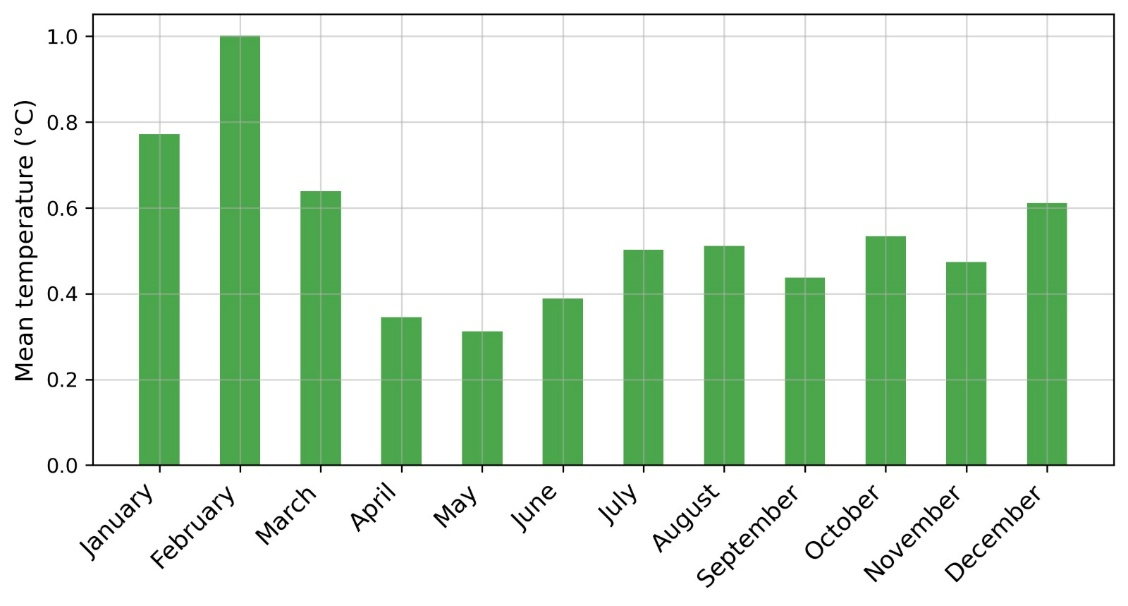 Mean temperature (°C)
1.0
0.8
0.6
0.4
0.2
0.0
January
February
March
April
May
June
July
August
September
October
November
December